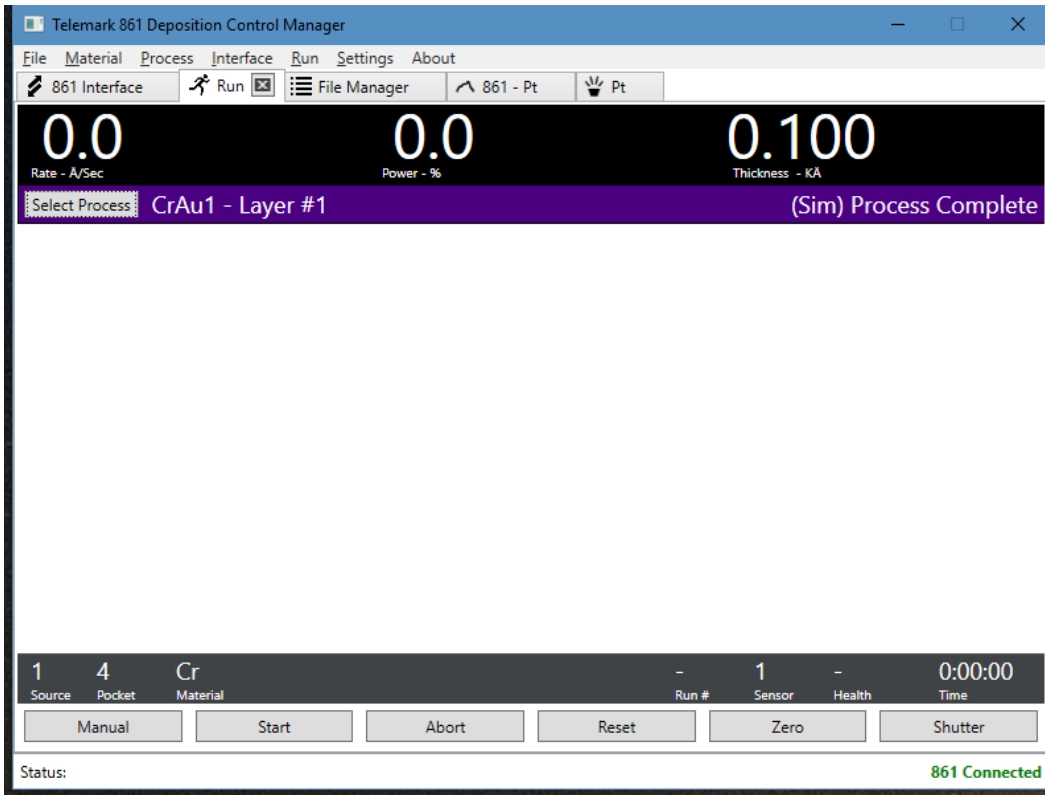 Telemark 861 Deposition Control Manager
File Material Process Interface Run Settings About
861 Interface Run File Manager 861 - Pt Pt
0.0 0.0 0.100
Rate - Å/Sec Power - % Thickness - KÅ
Select Process CrAu1 - Layer #1 (Sim) Process Complete
1 4 Cr - 1 - 0:00:00
Source Pocket Material Run # Sensor Health Time
Manual Start Abort Reset Zero Shutter
Status: 861 Connected